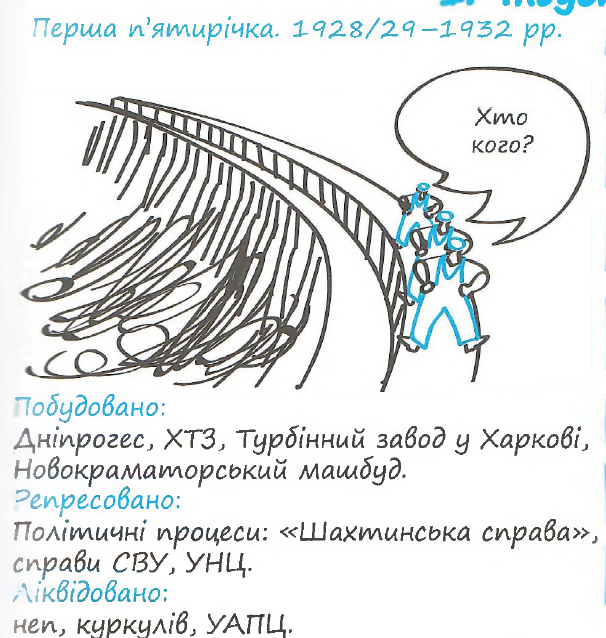 Перша п'ятирічка. 1928/29–1932 рр.
Хто
кого?
Побудовано:
Дніпрогес, ХТЗ, Турбінний завод у Харкові,
Новокраматорський машбуд.
Репресовано:
Політичні процеси: «Шахтинська справа»,
справи СВУ, УНЦ.
Ліквідовано:
неп, куркулів, УАПЦ.